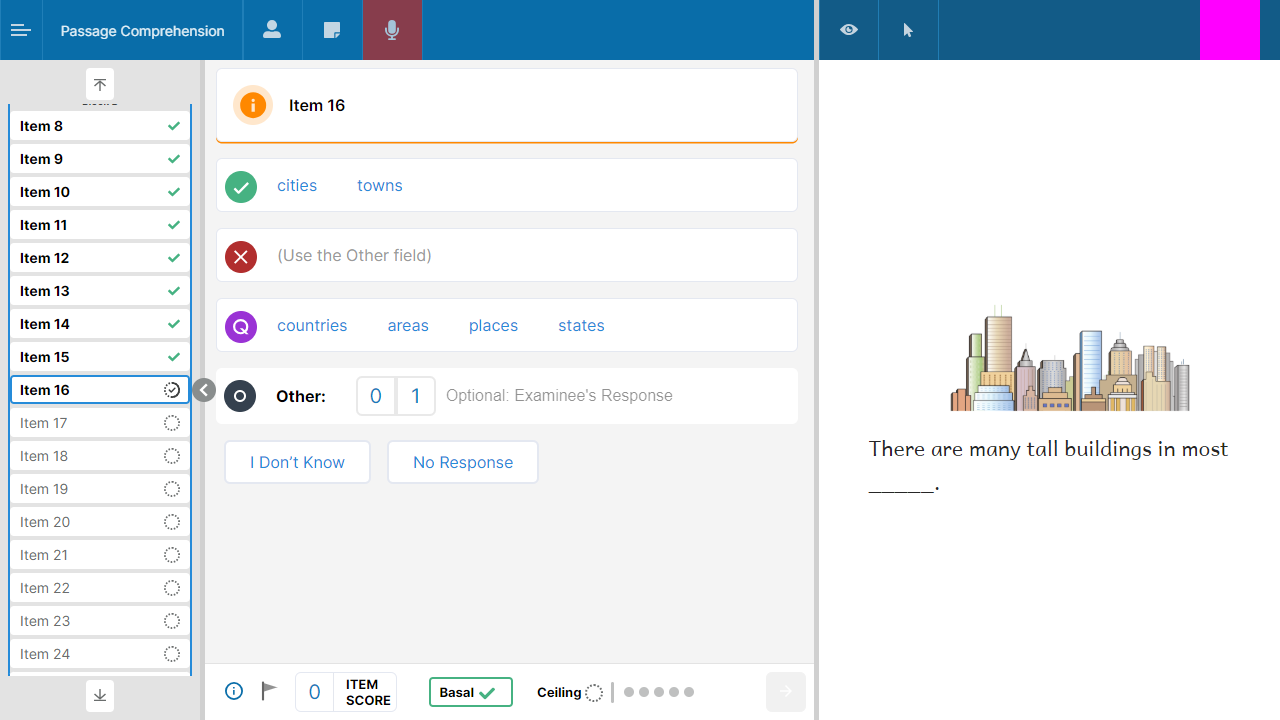 Passage Comprehension
Item 8
Item 9
Item 10
Item 11
Item 12
Item 13
Item 14
Item 15
Item 16
Item 17
Item 18
Item 19
Item 20
Item 21
Item 22
Item 23
Item 24
Item 16
cities towns
(Use the Other field)
Q countries areas places states
Other: 0 1 Optional: Examinee's Response
I Don’t Know No Response
0 ITEM
SCORE
Basal Ceiling
There are many tall buildings in most
_____.